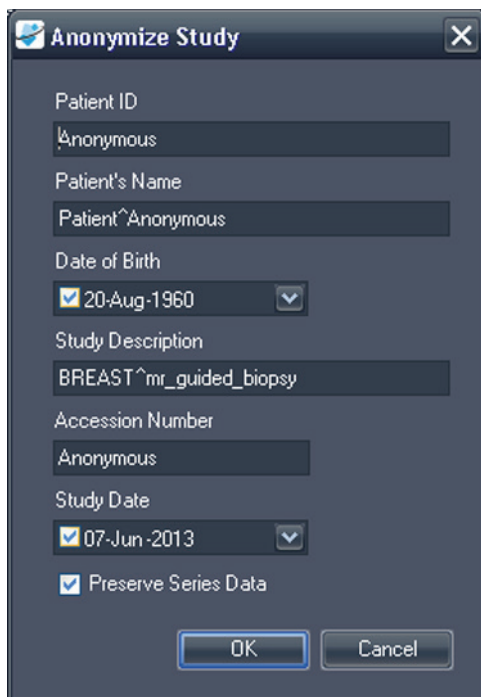 Anonymize Study
Patient ID
Anonymous
Patient's Name
Patient^Anonymous
Date of Birth
20-Aug-1960
Study Description
BREAST^mr_guided_biopsy
Accession Number
Anonymous
Study Date
07-Jun-2013
Preserve Series Data
OK Cancel